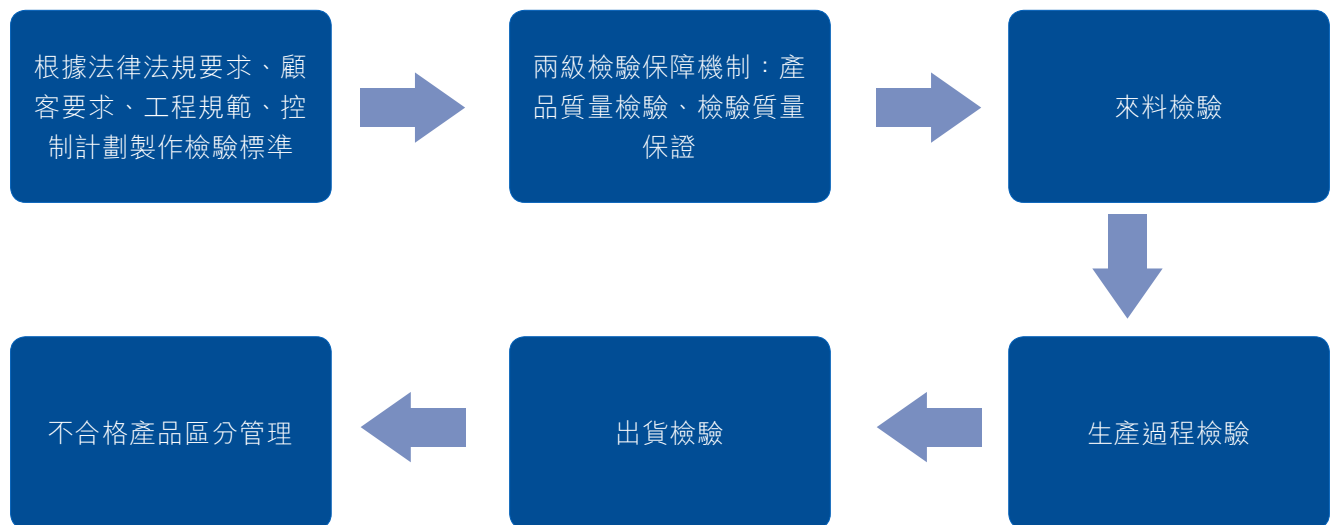 根據法律法規要求、顧
客要求、工程規範、控
制計劃製作檢驗標準
兩級檢驗保障機制：產
品質量檢驗、檢驗質量
保證
來料檢驗
生產過程檢驗
出貨檢驗
不合格產品區分管理